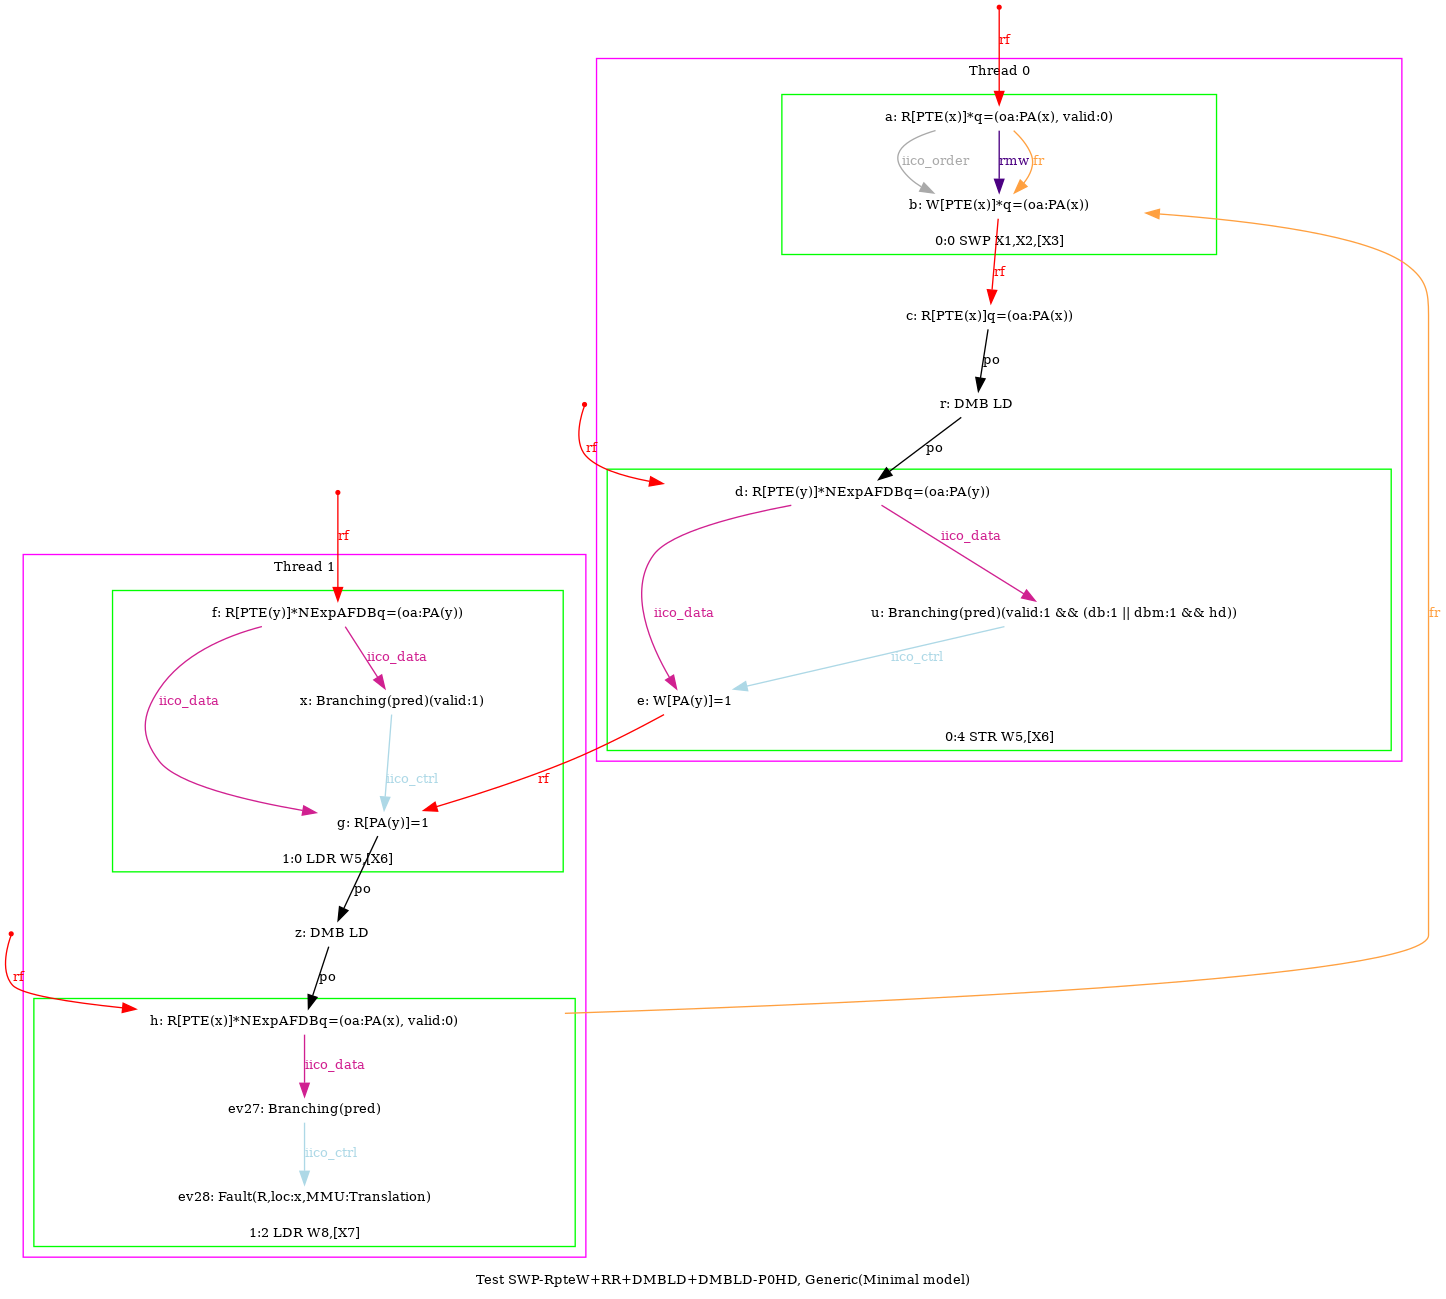 rf
Thread 0
a: R[PTE(x)]*q=(oa:PA(x), valid:0)
iico_order
rmw
fr
b: W[PTE(x)]*q=(oa:PA(x))
0:0 SWP X1,X2,[X3]
rf
c: R[PTE(x)]q=(oa:PA(x))
po
r: DMB LD
rf
po
d: R[PTE(y)]*NExpAFDBq=(oa:PA(y))
rf
iico_data
Thread 1
f: R[PTE(y)]*NExpAFDBq=(oa:PA(y))
iico_data
u: Branching(pred)(valid:1 && (db:1 || dbm:1 && hd))
fr
iico_data
iico_ctrl
iico_data
x: Branching(pred)(valid:1)
e: W[PA(y)]=1
0:4 STR W5,[X6]
iico_ctrl
rf
g: R[PA(y)]=1
1:0 LDR W5,[X6]
po
z: DMB LD
rf
po
h: R[PTE(x)]*NExpAFDBq=(oa:PA(x), valid:0)
iico_data
ev27: Branching(pred)
iico_ctrl
ev28: Fault(R,loc:x,MMU:Translation)
1:2 LDR W8,[X7]
Test SWP-RpteW+RR+DMBLD+DMBLD-P0HD, Generic(Minimal model)